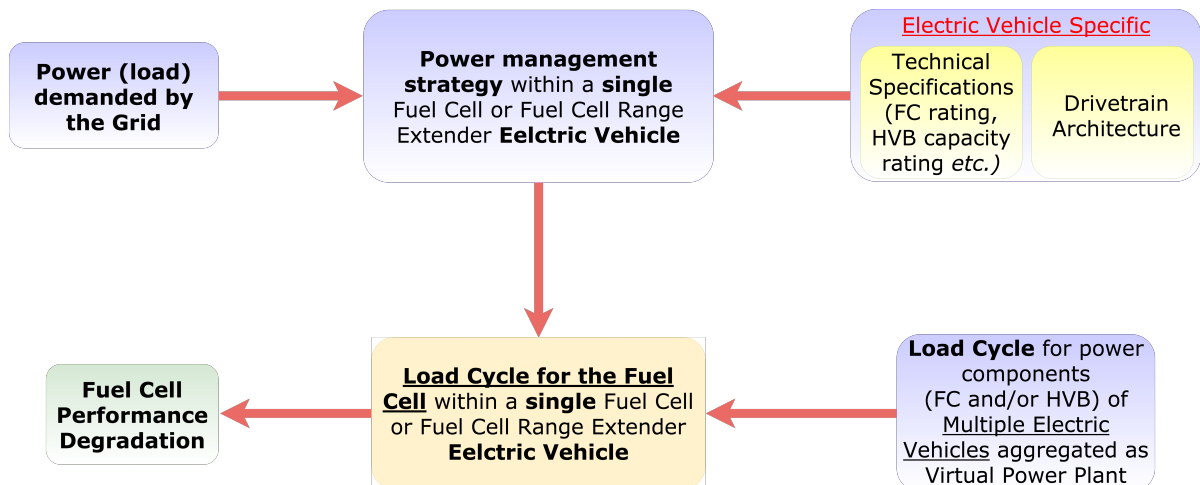 Power (load)
demanded by
the Grid
Power management
strategy within a single
Fuel Cell or Fuel Cell Range
Extender Eelctric Vehicle
Electric Vehicle Specific
Technical
Specifications
(FC rating,
HVB capacity
rating etc.)
Drivetrain
Architecture
Fuel Cell
Performance
Degradation
Load Cycle for the Fuel
Cell within a single Fuel Cell
or Fuel Cell Range Extender
Eelctric Vehicle
Load Cycle for power
components
(FC and/or HVB) of
Multiple Electric
Vehicles aggregated as
Virtual Power Plant